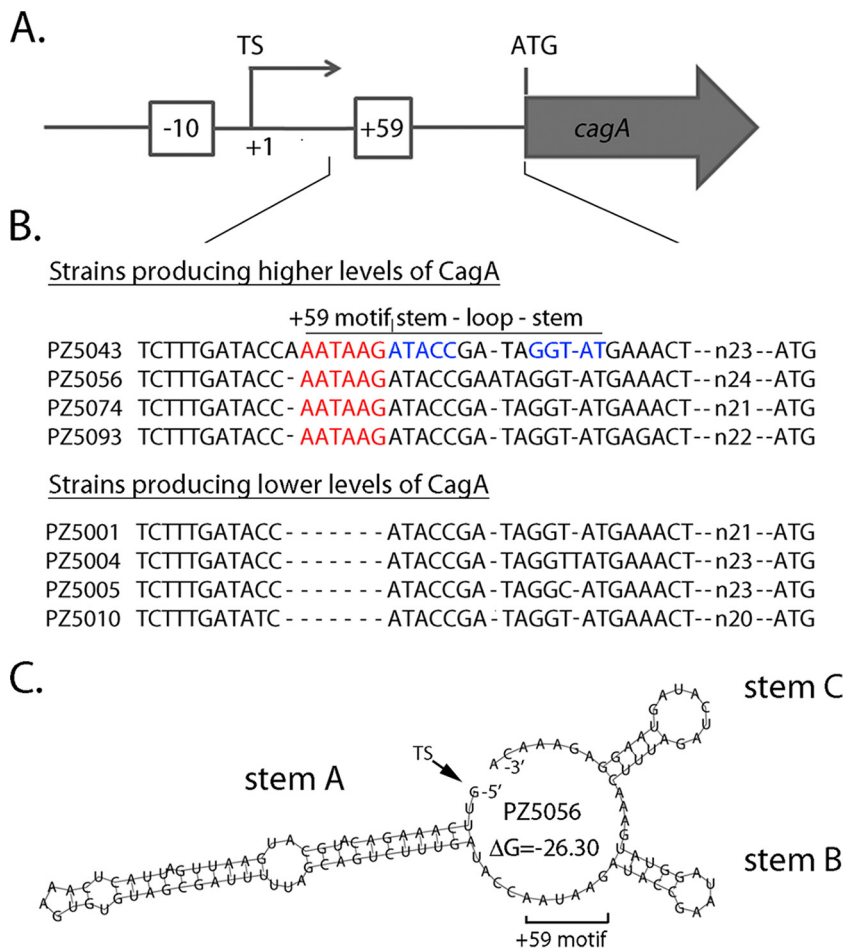 A.
TS
ATG
-10
+1
+59
cagA
B.
Strains producing higher levels of CagA
+59 motif stem - loop - stem
PZ5043 TCTTTGATACCAAATAAGATACCGA-TAGGT-ATGAAACT--n23--ATG
PZ5056 TCTTTGATACC-AATAAGATACCGAATAGGT-ATGAAACT--n24--ATG
PZ5074 TCTTTGATACC-AATAAGATACCGA-TAGGT-ATGAAACT--n21--ATG
PZ5093 TCTTTGATACC-AATAAGATACCGA-TAGGT-ATGAGACT--n22--ATG
Strains producing lower levels of CagA
PZ5001 TCTTTGATACC-------ATACCGA-TAGGT-ATGAAACT--n21--ATG
PZ5004 TCTTTGATACC-------ATACCGA-TAGGTTATGAAACT--n23--ATG
PZ5005 TCTTTGATACC-------ATACCGA-TAGGC-ATGAAACT--n23--ATG
PZ5010 TCTTTGATATC-------ATACCGA-TAGGT-ATGAAACT--n20--ATG
C.
stem C
TS
-3'
-5'
stem A
PZ5056
ΔG=-26.30
stem B
+59 motif